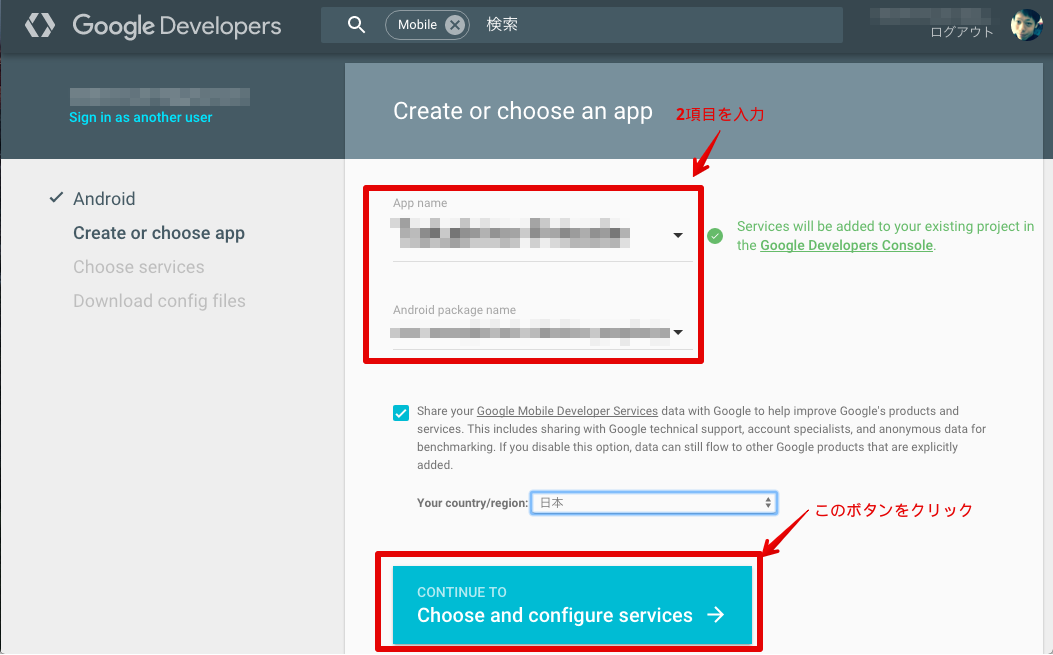 Google Developers
Mobile
検索
ログアウト
Sign in as another user
Create or choose an app
2項目を入力
Android
Create or choose app
Choose services
Download config files
App name
Services will be added to your existing project in
the Google Developers Console.
Android package name
Share your Google Mobile Developer Services data with Google to help improve Google's products and
services. This includes sharing with Google technical support, account specialists, and anonymous data for
benchmarking. If you disable this option, data can still flow to other Google products that are explicitly
added.
Your country/region: 日本
このボタンをクリック
CONTINUE TO
Choose and configure services